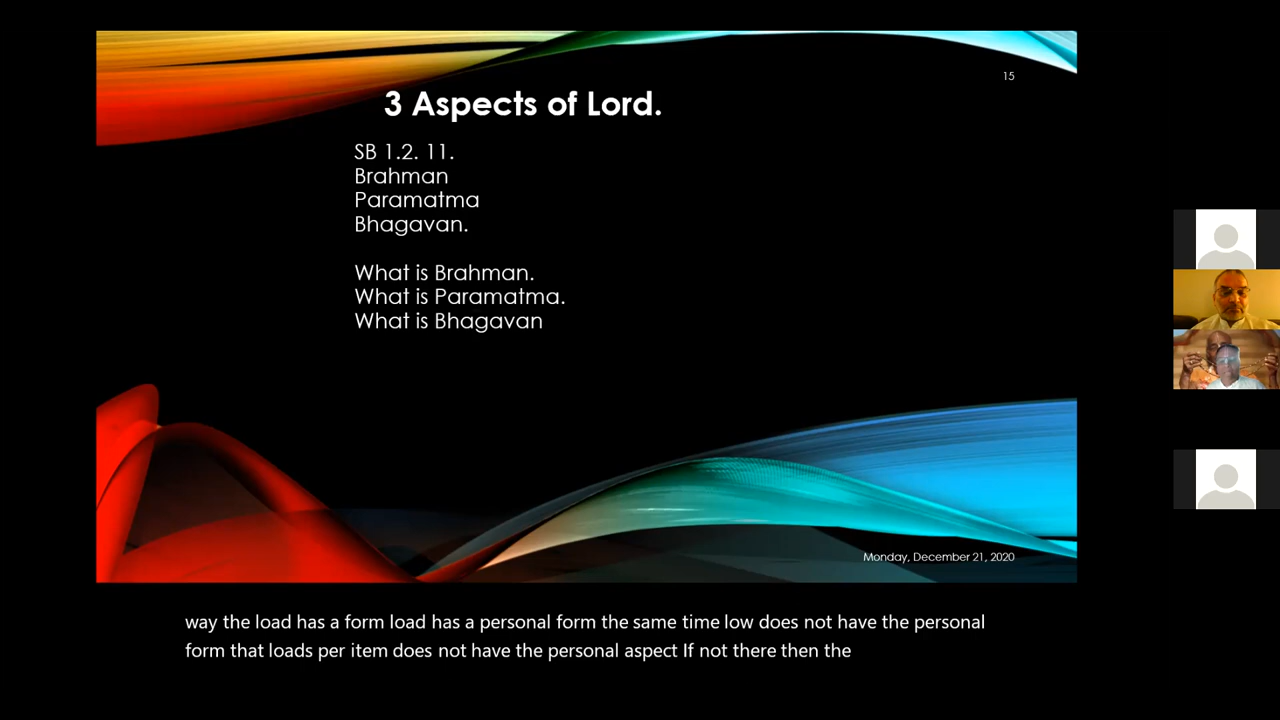 15
3 Aspects of Lord.
SB 1.2. 11.
Brahman
Paramatma
Bhagavan.
What is Brahman.
What is Paramatma.
What is Bhagavan
Monday, December 21, 2020
way the load has a form load has a personal form the same time low does not have the personal
form that loads per item does not have the personal aspect If not there then the